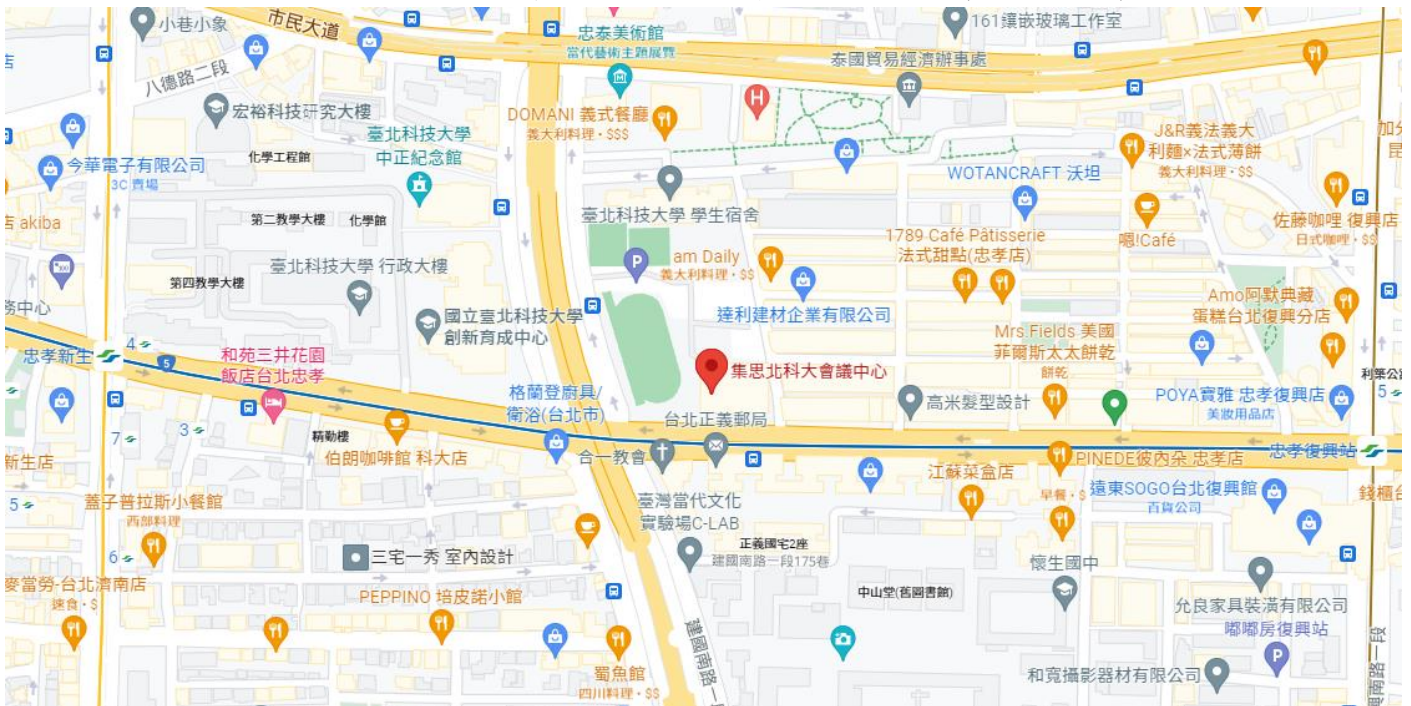 小巷小象
市民大道
忠泰美術館
當代藝術主題展覽
161鑲嵌玻璃工作室
泰國貿易經濟辦事處
店
八德路二段
宏裕科技研究大樓
DOMANI 義式餐廳
義大利料理・$$$
H
J&R義法義大
利麵×法式薄餅
義大利料理・$$
加分
昆
臺北科技大學
中正紀念館
化學工程館
今華電子有限公司
3C 賣場
WOTANCRAFT 沃坦
店 akiba
第二教學大樓
化學館
臺北科技大學 學生宿舍
佐藤咖哩 復興店
日式咖哩・$$
1789 Café Pâtisserie
法式甜點(忠孝店)
嗯!Café
am Daily
義大利料理・$$
P
臺北科技大學 行政大樓
第四教學大樓
務中心
達利建材企業有限公司
國立臺北科技大學
創新育成中心
Amo阿默典藏
蛋糕台北復興分店
Mrs.Fields 美國
菲爾斯太太餅乾
餅乾
忠孝新生
4
5
和苑三井花園
飯店台北忠孝
集思北科大會議中心
格蘭登廚具/
衛浴(台北市)
高米髮型設計
POYA寶雅 忠孝復興店
美妝用品店
利築公
5
台北正義郵局
7
3
精勤樓
伯朗咖啡館 科大店
合一教會
忠孝復興站
PINEDE彼內朵 忠孝店
新生店
江蘇菜盒店
早餐・$
遠東SOGO台北復興館
百貨公司
錢櫃台
5
蓋子普拉斯小餐館
西部料理
臺灣當代文化
實驗場C-LAB
正義國宅2座
建國南路一段175巷
6
三宅一秀 室內設計
懷生國中
麥當勞-台北濟南店
速食・$
PEPPINO 培皮諾小館
中山堂(舊圖書館)
允良家具裝潢有限公司
嘟嘟房復興站
P
建國南路一
蜀魚館
四川料理・$$
和寬攝影器材有限公司
興南路一段